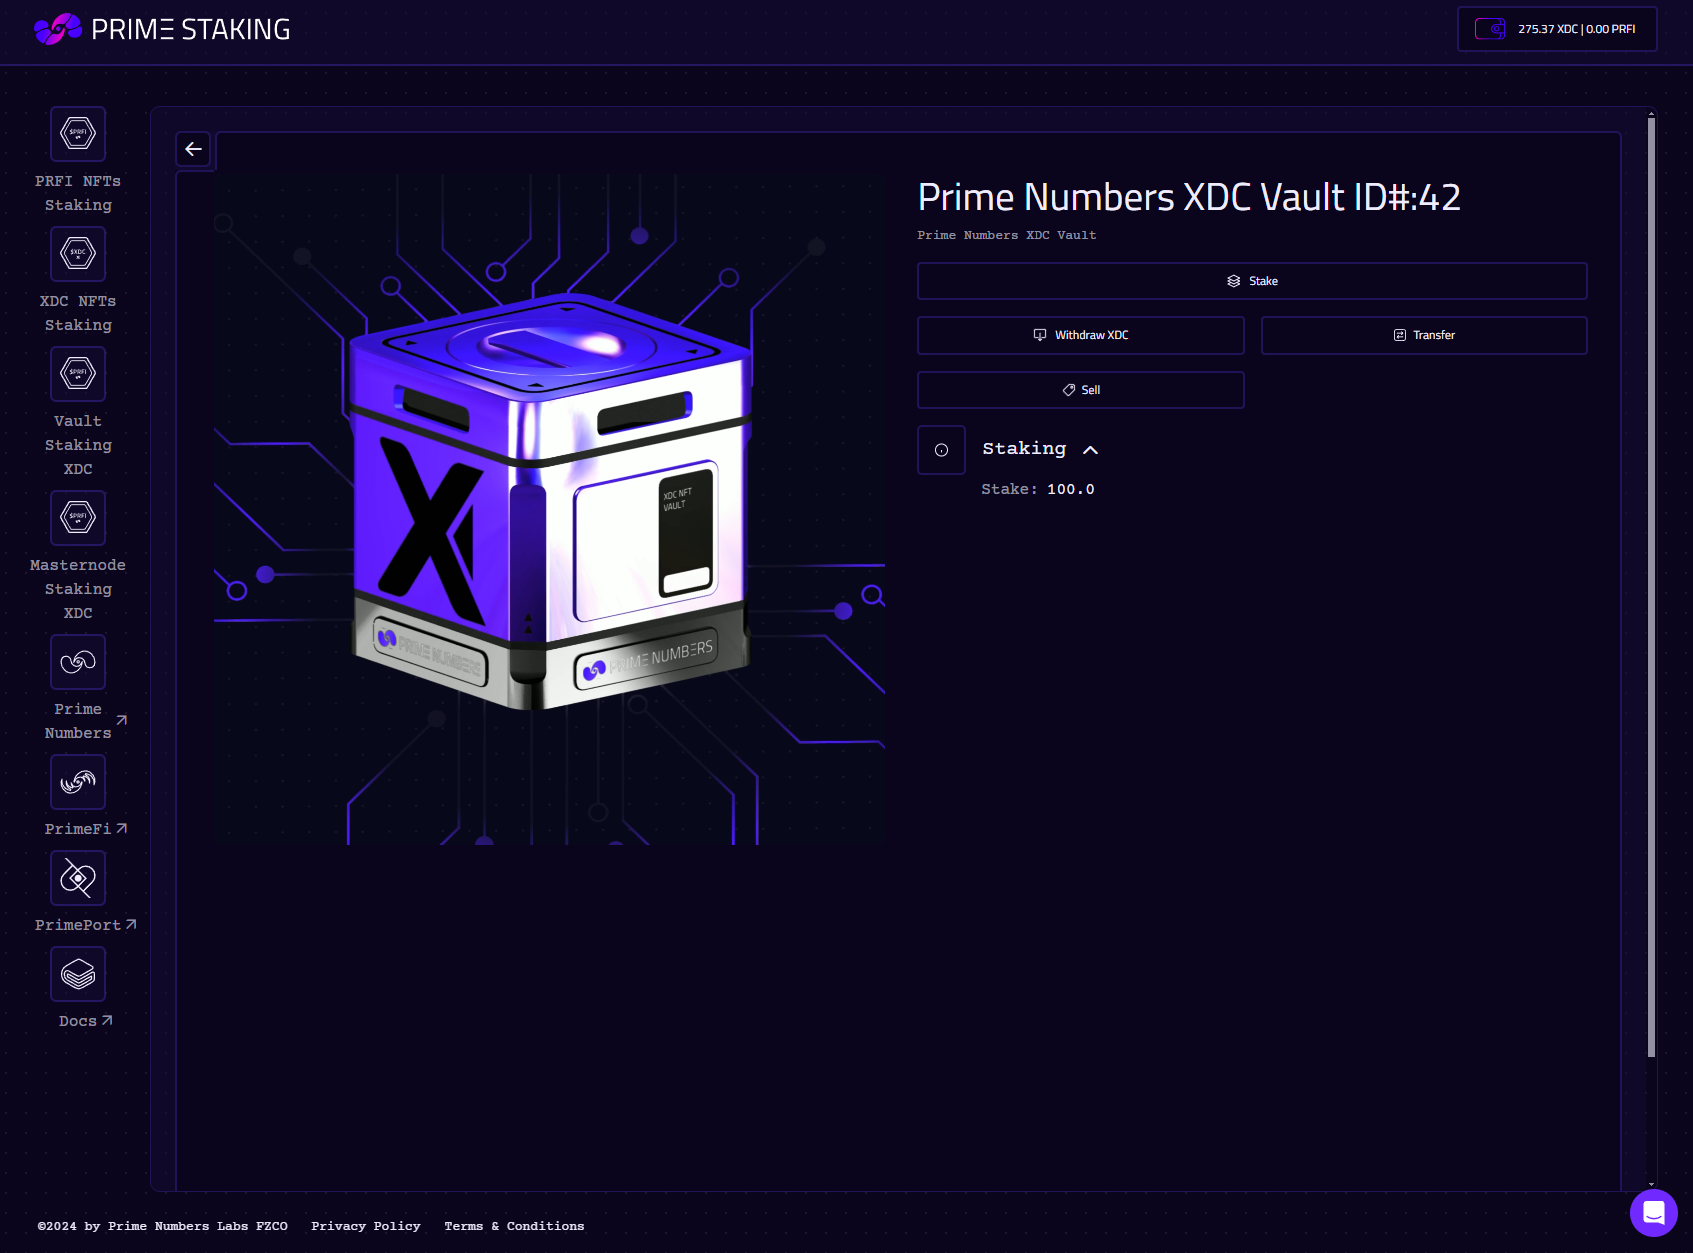 PRIME STAKING
275.37 XDC | 0.00 PRFI
$PRFI
PRFI NFTs
Staking
$XDC
XDC NFTs
Staking
$PRFI
Vault
Staking
XDC
$PRFI
Masternode
Staking
XDC
Prime
Numbers
PrimeFi
PrimePort
Docs
XDC NFT
VAULT
PRIME NUMBERS
PRIME NUMBERS
Prime Numbers XDC Vault ID#:42
Prime Numbers XDC Vault
Stake
Withdraw XDC
Transfer
Sell
Staking
Stake: 100.0
©2024 by Prime Numbers Labs FZCO
Privacy Policy
Terms & Conditions